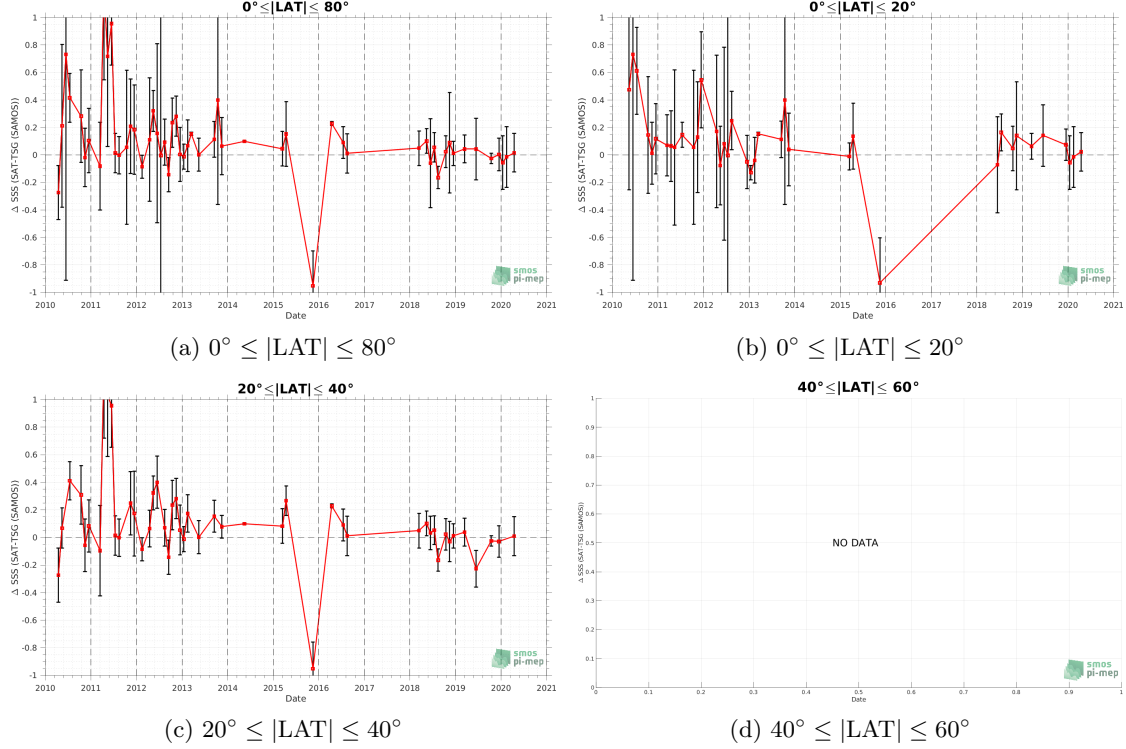 0°≤|LAT|≤ 80°
Δ SSS (SAT-TSG (SAMOS))
1
0.8
0.6
0.4
0.2
0
-0.2
-0.4
-0.6
-0.8
-1
2010 2011 2012 2013 2014 2015 2016 2017 2018 2019 2020 2021
Date
smos
pi-mep
(a) 0° ≤ |LAT| ≤ 80°
0°≤|LAT|≤ 20°
Δ SSS (SAT-TSG (SAMOS))
1
0.8
0.6
0.4
0.2
0
-0.2
-0.4
-0.6
-0.8
-1
2010 2011 2012 2013 2014 2015 2016 2017 2018 2019 2020 2021
Date
smos
pi-mep
(b) 0° ≤ |LAT| ≤ 20°
20°≤|LAT|≤ 40°
Δ SSS (SAT-TSG (SAMOS))
1
0.8
0.6
0.4
0.2
0
-0.2
-0.4
-0.6
-0.8
-1
2010 2011 2012 2013 2014 2015 2016 2017 2018 2019 2020 2021
Date
smos
pi-mep
(c) 20° ≤ |LAT| ≤ 40°
40°≤|LAT|≤ 60°
Δ SSS (SAT-TSG (SAMOS))
1
0.9
0.8
0.7
0.6
0.5
0.4
0.3
0.2
0.1
0
NO DATA
0 0.1 0.2 0.3 0.4 0.5 0.6 0.7 0.8 0.9 1
Date
smos
pi-mep
(d) 40° ≤ |LAT| ≤ 60°